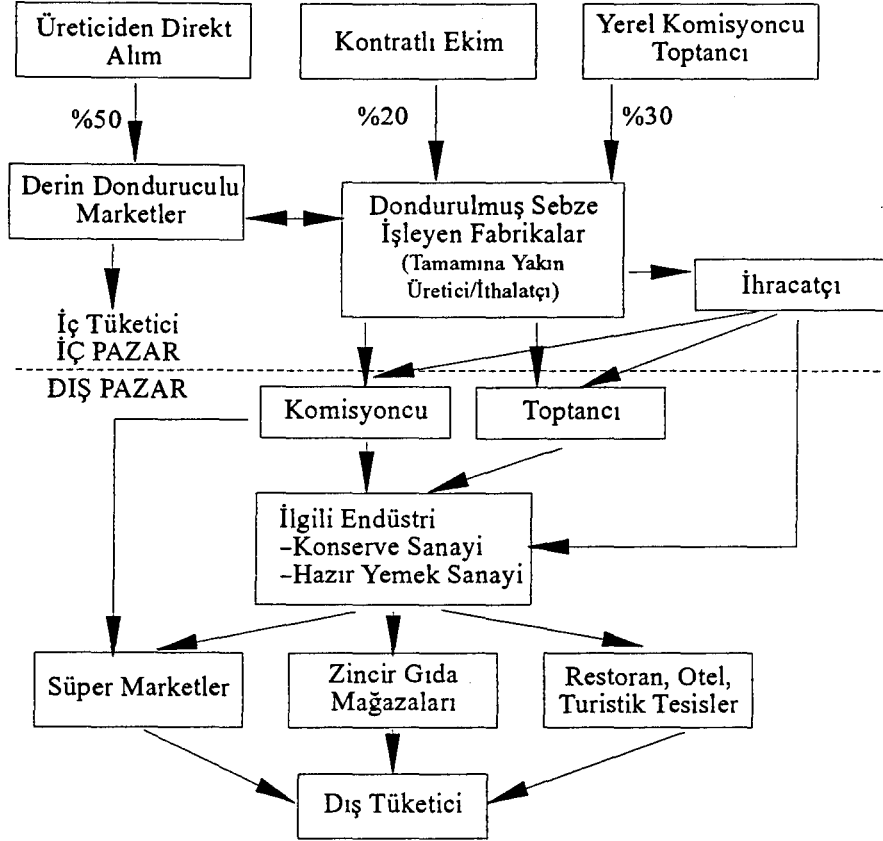 Üreticiden Direkt
Alım
Kontratlı Ekim
Yerel Komisyoncu
Toptancı
%50
%20
%30
Derin Donduruculu
Marketler
Dondurulmuş Sebze
İşleyen Fabrikalar
(Tamamına Yakın
Üretici/İthalatçı)
İhracatçı
İç Tüketici
İÇ PAZAR
DIŞ PAZAR
Komisyoncu
Toptancı
İlgili Endüstri
–Konserve Sanayi
–Hazır Yemek Sanayi
Süper Marketler
Zincir Gıda
Mağazaları
Restoran, Otel,
Turistik Tesisler
Dış Tüketici